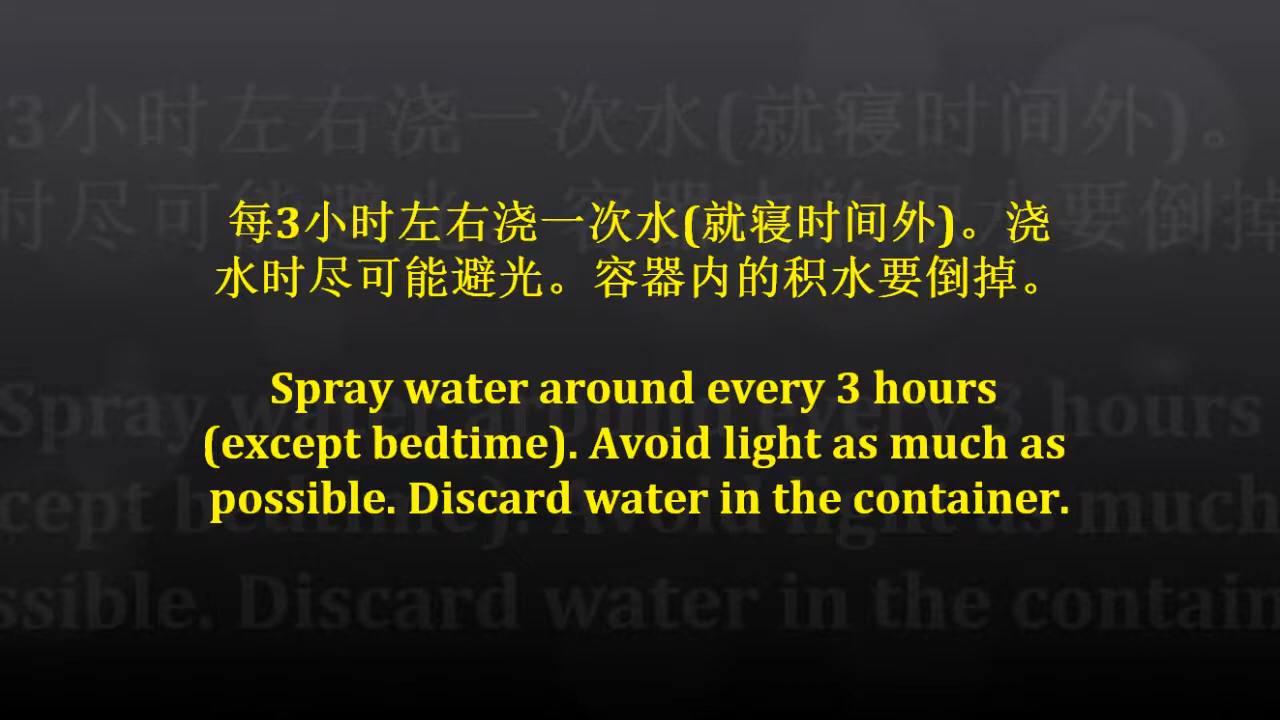 每3小时左右浇一次水(就寝时间外)。浇
水时尽可能避光。容器内的积水要倒掉。
Spray water around every 3 hours
(except bedtime). Avoid light as much as
possible. Discard water in the container.